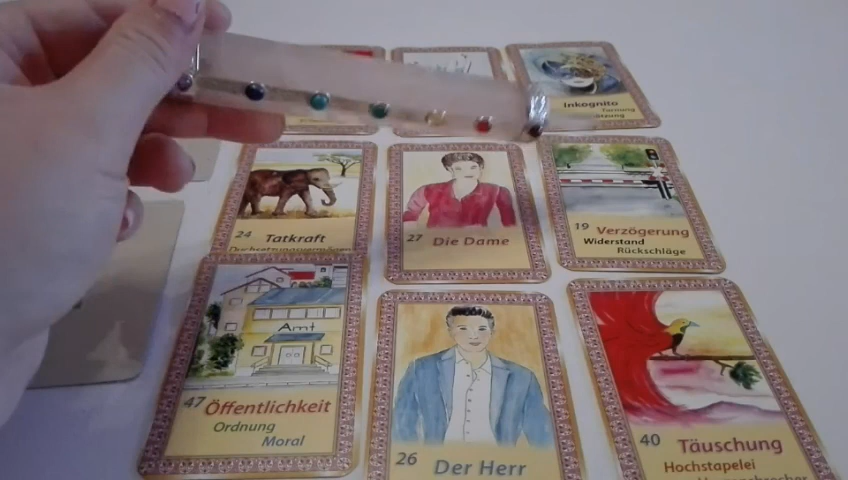 Inkognito
Tarnung
24 Tatkraft
27 Die Dame
19 Verzögerung
Widerstand
Rückschläge
Amt
47 Öffentlichkeit
Ordnung
Moral
26 Der Herr
40 Täuschung
Hochstapelei